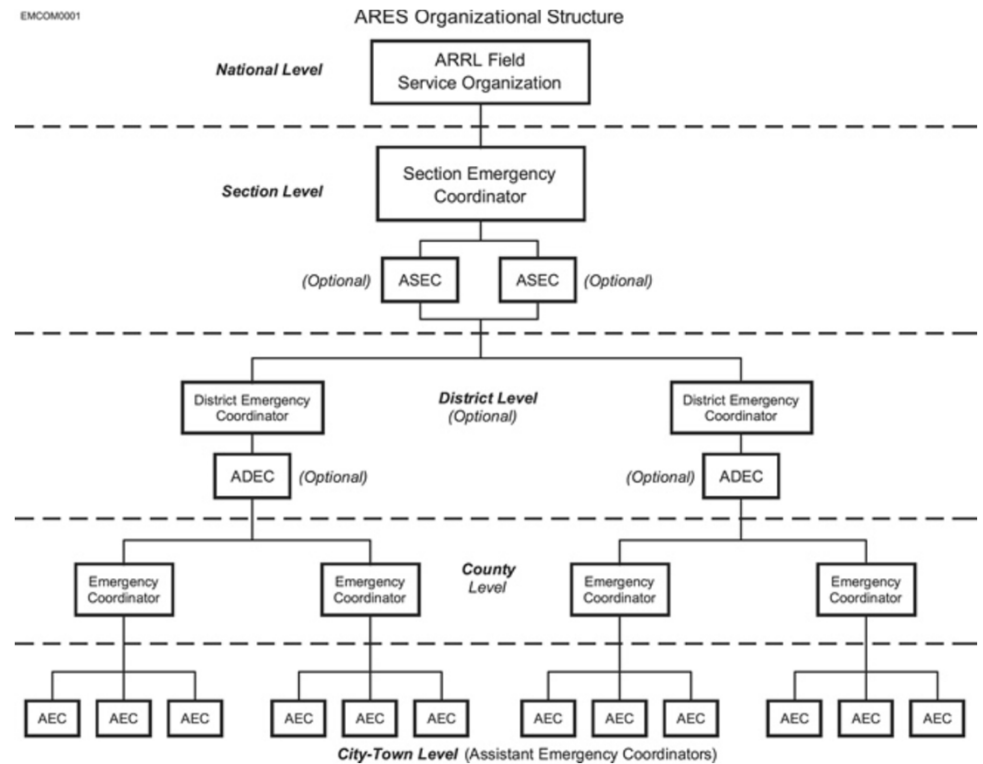 EMCOM0001
ARES Organizational Structure
National Level
ARRL Field
Service Organization
Section Level
Section Emergency
Coordinator
(Optional) ASEC ASEC (Optional)
District Emergency
Coordinator
District Level
(Optional)
District Emergency
Coordinator
ADEC (Optional) (Optional) ADEC
Emergency
Coordinator
Emergency
Coordinator
County
Level
Emergency
Coordinator
Emergency
Coordinator
AEC AEC AEC AEC AEC AEC AEC AEC AEC AEC AEC AEC
City-Town Level (Assistant Emergency Coordinators)